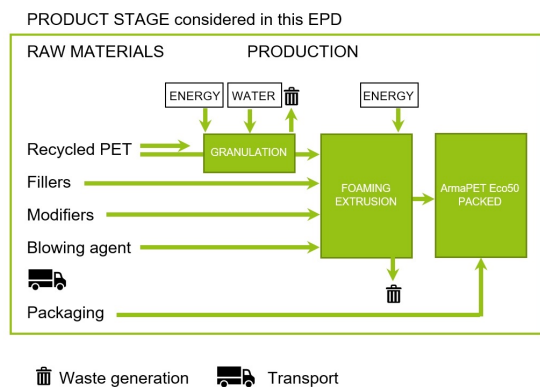 PRODUCT STAGE considered in this EPD
RAW MATERIALS
PRODUCTION
ENERGY
WATER
ENERGY
Recycled PET
GRANULATION
Fillers
FOAMING
EXTRUSION
ArmaPET Eco50
PACKED
Modifiers
Blowing agent
Packaging
Waste generation
Transport